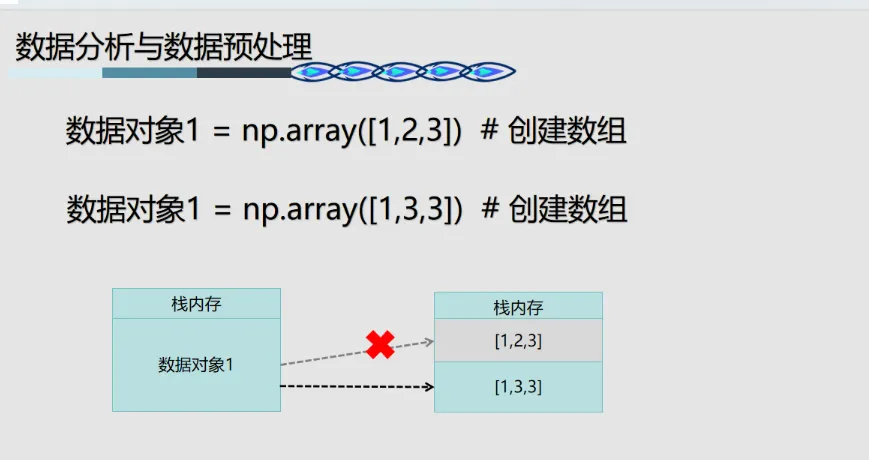 数据分析与数据预处理
数据对象1 = np.array([1,2,3])  # 创建数组
数据对象1 = np.array([1,3,3])  # 创建数组
栈内存
数据对象1
栈内存
[1,2,3]
[1,3,3]